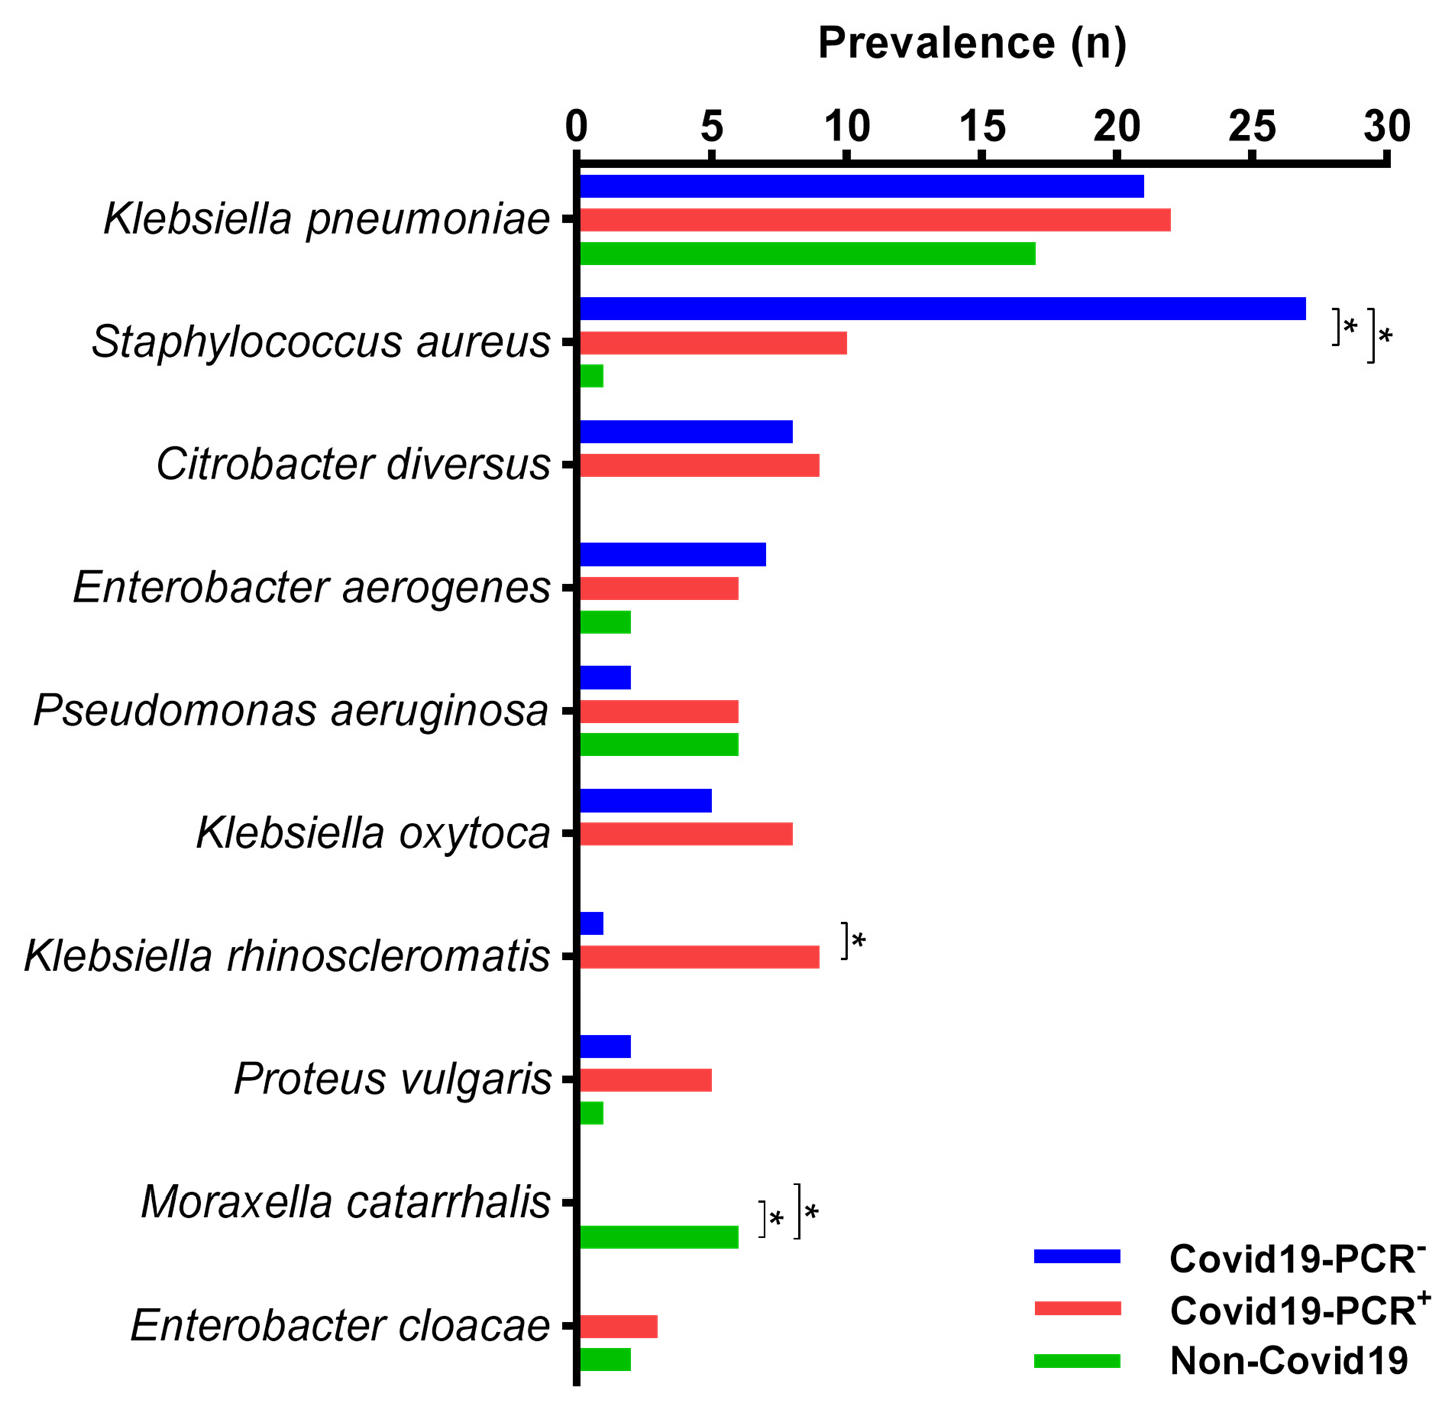 Prevalence (n)
0 5 10 15 20 25 30
Klebsiella pneumoniae
Staphylococcus aureus
* *
Citrobacter diversus
Enterobacter aerogenes
Pseudomonas aeruginosa
Klebsiella oxytoca
Klebsiella rhinoscleromatis
*
Proteus vulgaris
Moraxella catarrhalis
* *
Enterobacter cloacae
Covid19-PCR⁻
Covid19-PCR⁺
Non-Covid19